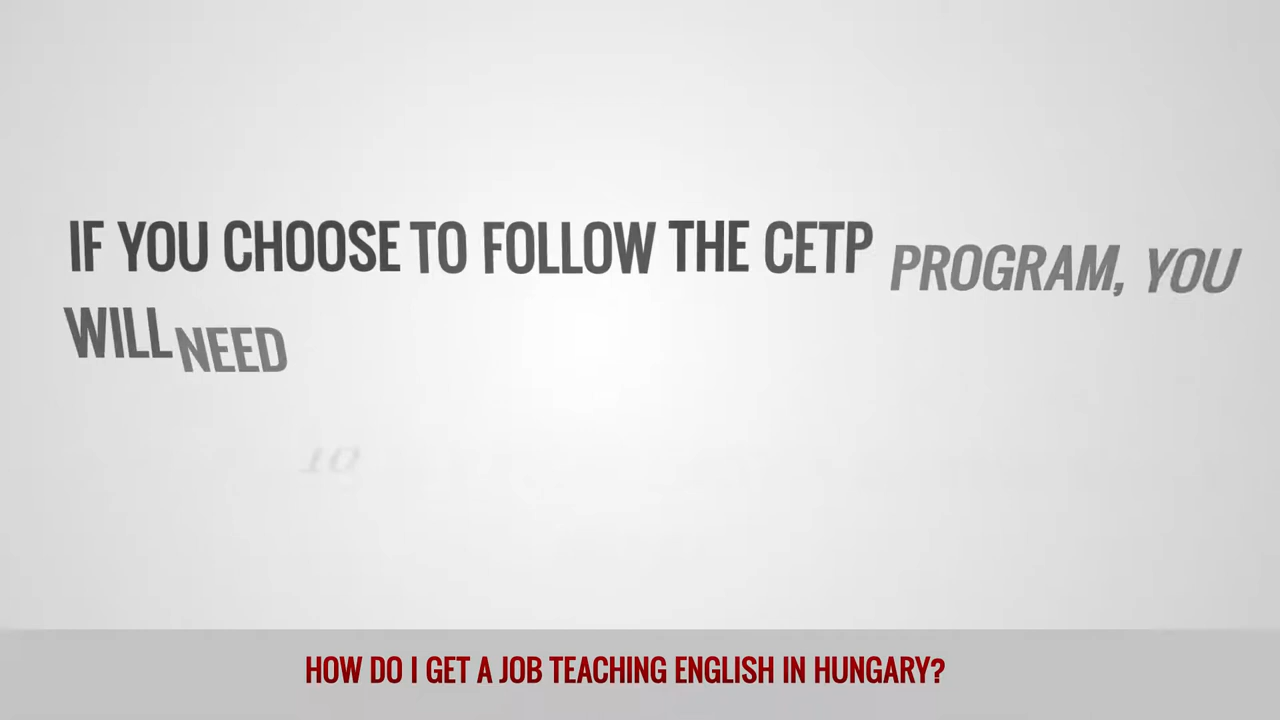 IF YOU CHOOSE TO FOLLOW THE CETP PROGRAM, YOU
WILL NEED
HOW DO I GET A JOB TEACHING ENGLISH IN HUNGARY?